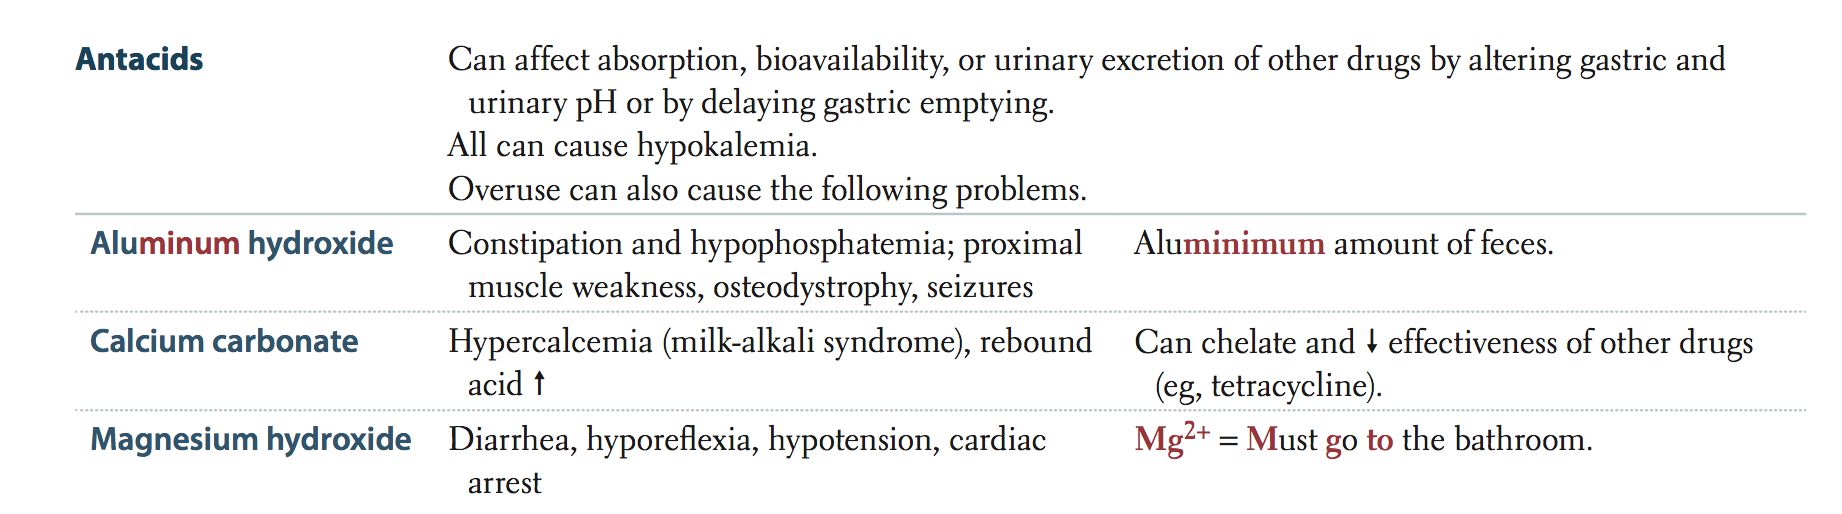 Antacids Can affect absorption, bioavailability, or urinary excretion of other drugs by altering gastric and
urinary pH or by delaying gastric emptying.
All can cause hypokalemia.
Overuse can also cause the following problems.
Aluminum hydroxide Constipation and hypophosphatemia; proximal Aluminimum amount of feces.
muscle weakness, osteodystrophy, seizures
Calcium carbonate Hypercalcemia (milk-alkali syndrome), rebound Can chelate and ↓ effectiveness of other drugs
acid ↑ (eg, tetracycline).
Magnesium hydroxide Diarrhea, hyporeflexia, hypotension, cardiac Mg²⁺ = Must go to the bathroom.
arrest